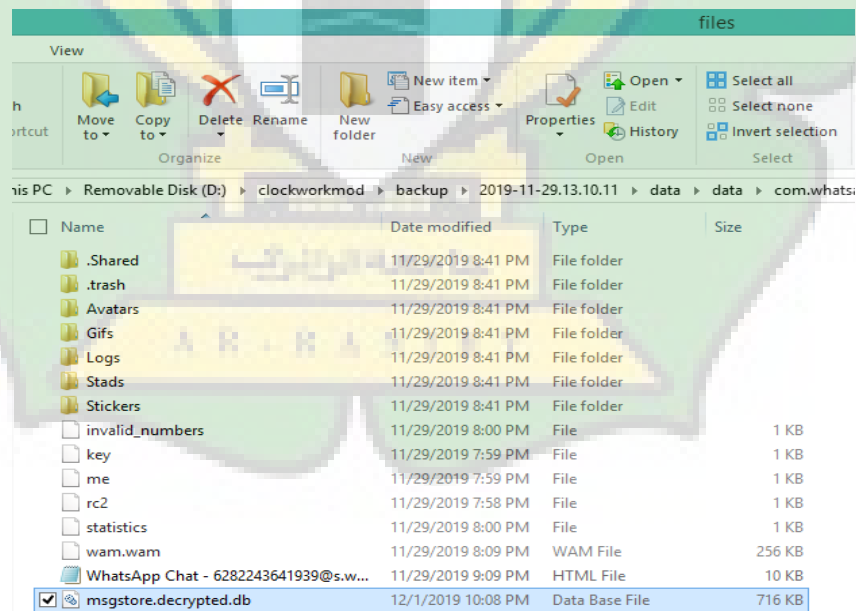 files
View
h
ortcut
Move to
Copy to
Delete
Rename
New folder
New item
Easy access
Properties
Open
Edit
History
Select all
Select none
Invert selection
Organize
New
Open
Select
his PC Removable Disk (D:) clockworkmod backup 2019-11-29.13.10.11 data data com.whatsa
Name Date modified Type Size
.Shared 11/29/2019 8:41 PM File folder
.trash 11/29/2019 8:41 PM File folder
Avatars 11/29/2019 8:41 PM File folder
Gifs 11/29/2019 8:41 PM File folder
Logs 11/29/2019 8:41 PM File folder
Stads 11/29/2019 8:41 PM File folder
Stickers 11/29/2019 8:41 PM File folder
invalid_numbers 11/29/2019 8:00 PM File 1 KB
key 11/29/2019 7:59 PM File 1 KB
me 11/29/2019 7:59 PM File 1 KB
rc2 11/29/2019 7:58 PM File 1 KB
statistics 11/29/2019 8:00 PM File 1 KB
wam.wam 11/29/2019 8:09 PM WAM File 256 KB
WhatsApp Chat - 6282243641939@s.w... 11/29/2019 9:09 PM HTML File 10 KB
msgstore.decrypted.db 12/1/2019 10:08 PM Data Base File 716 KB